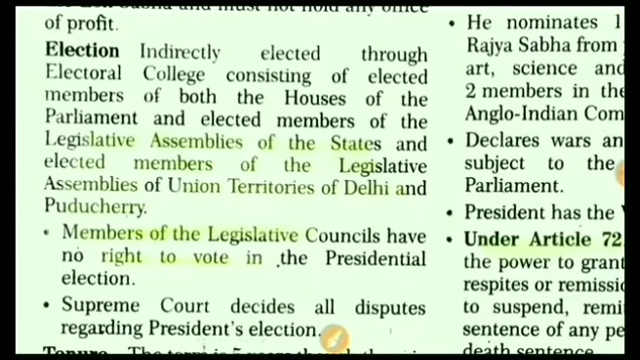 of profit.
Election Indirectly elected through
Electoral College consisting of elected
members of both the Houses of the
Parliament and elected members of the
Legislative Assemblies of the States and
elected members of the Legislative
Assemblies of Union Territories of Delhi and
Puducherry.
• Members of the Legislative Councils have
no right to vote in the Presidential
election.
• Supreme Court decides all disputes
regarding President's election.
• He nominates 1
Rajya Sabha from
art, science and
2 members in the
Anglo-Indian Com
• Declares wars an
subject to the
Parliament.
• President has the
• Under Article 72
the power to grant
respites or remissio
to suspend, remi
sentence of any pe
death sentence.